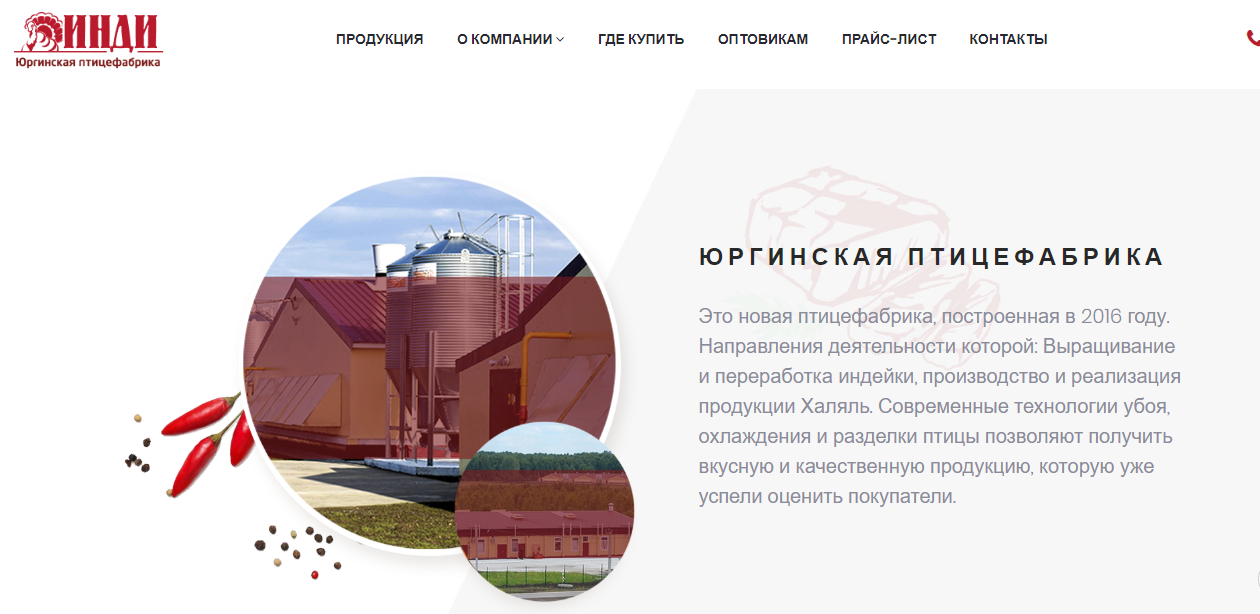 ИНДИ
Юргинская птицефабрика
ПРОДУКЦИЯ
О КОМПАНИИ
ГДЕ КУПИТЬ
ОПТОВИКАМ
ПРАЙС-ЛИСТ
КОНТАКТЫ
ЮРГИНСКАЯ ПТИЦЕФАБРИКА
Это новая птицефабрика, построенная в 2016 году.
Направления деятельности которой: Выращивание
и переработка индейки, производство и реализация
продукции Халяль. Современные технологии убоя,
охлаждения и разделки птицы позволяют получить
вкусную и качественную продукцию, которую уже
успели оценить покупатели.